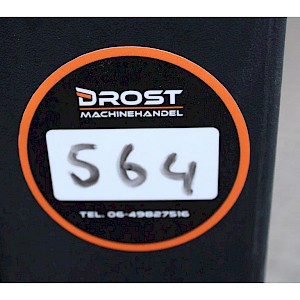 DROST
MACHINEHANDEL
564
TEL. 06-49827516